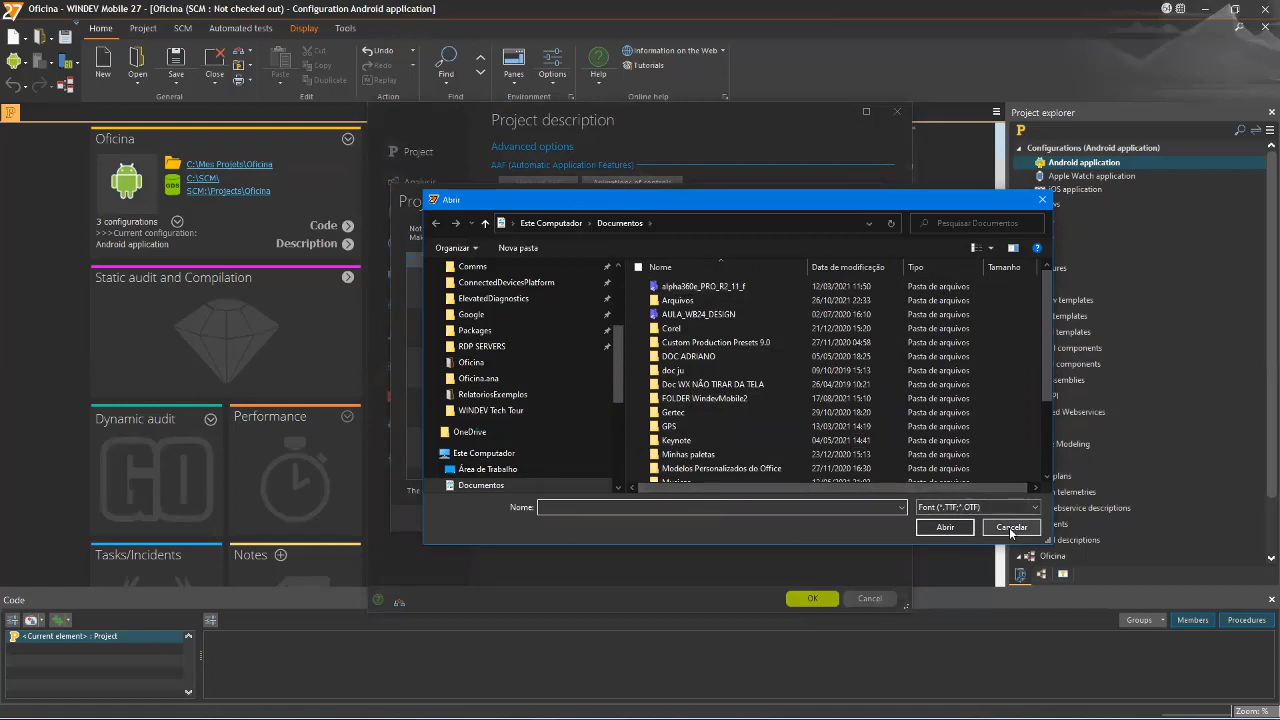 Oficina - WINDEV Mobile 27 - [Oficina (SCM : Not checked out) - Configuration Android application]
Home Project SCM Automated tests Display Tools
New Open Save Close
General
Paste
Cut
Copy
Duplicate
Edit
Undo
Redo
Replay
Action
Find
Find
Panes Options
Environment
Help
Information on the Web
Tutorials
Online help
Oficina
C:\Mes Projets\Oficina
C:\SCM\
SCM:\Projects\Oficina
3 configurations
>>>Current configuration:
Android application
Code
Description
Static audit and Compilation
Dynamic audit
GO
Performance
Tasks/Incidents
Notes
Project description
Advanced options
AAF (Automatic Application Features)
Project
Analysis
Abrir
Este Computador
Documentos
Pesquisar Documentos
Organizar
Nova pasta
Comms
ConnectedDevicesPlatform
ElevatedDiagnostics
Google
Packages
RDP SERVERS
Oficina
Oficina.ana
RelatoriosExemplos
WINDEV Tech Tour
OneDrive
Este Computador
Área de Trabalho
Documentos
Nome Data de modificação Tipo Tamanho
alpha360e_PRO_R2_11_f 12/03/2021 11:50 Pasta de arquivos
Arquivos 26/10/2021 22:33 Pasta de arquivos
AULA_WB24_DESIGN 02/07/2020 16:10 Pasta de arquivos
Corel 21/12/2020 15:20 Pasta de arquivos
Custom Production Presets 9.0 27/11/2020 04:58 Pasta de arquivos
DOC ADRIANO 05/05/2020 18:25 Pasta de arquivos
doc ju 09/10/2019 15:13 Pasta de arquivos
Doc WX NÃO TIRAR DA TELA 26/04/2019 10:21 Pasta de arquivos
FOLDER WindevMobile2 17/08/2020 15:10 Pasta de arquivos
Gertec 29/10/2020 18:20 Pasta de arquivos
GPS 13/03/2021 14:19 Pasta de arquivos
Keynote 04/05/2021 14:41 Pasta de arquivos
Minhas paletas 23/12/2020 15:13 Pasta de arquivos
Modelos Personalizados do Office 27/11/2020 16:30 Pasta de arquivos
Nome:
Font (*.TTF;*.OTF)
Abrir
Cancelar
OK
Cancel
Project explorer
Configurations (Android application)
Android application
Apple Watch application
iOS application
Oficina
Code
<Current element> : Project
Groups
Members
Procedures
Zoom: %